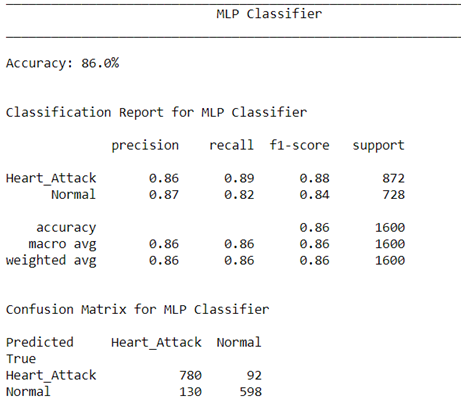 MLP Classifier
Accuracy: 86.0%
Classification Report for MLP Classifier
precision recall f1-score support
Heart_Attack 0.86 0.89 0.88 872
Normal 0.87 0.82 0.84 728
accuracy 0.86 1600
macro avg 0.86 0.86 0.86 1600
weighted avg 0.86 0.86 0.86 1600
Confusion Matrix for MLP Classifier
Predicted Heart_Attack Normal
True
Heart_Attack 780 92
Normal 130 598